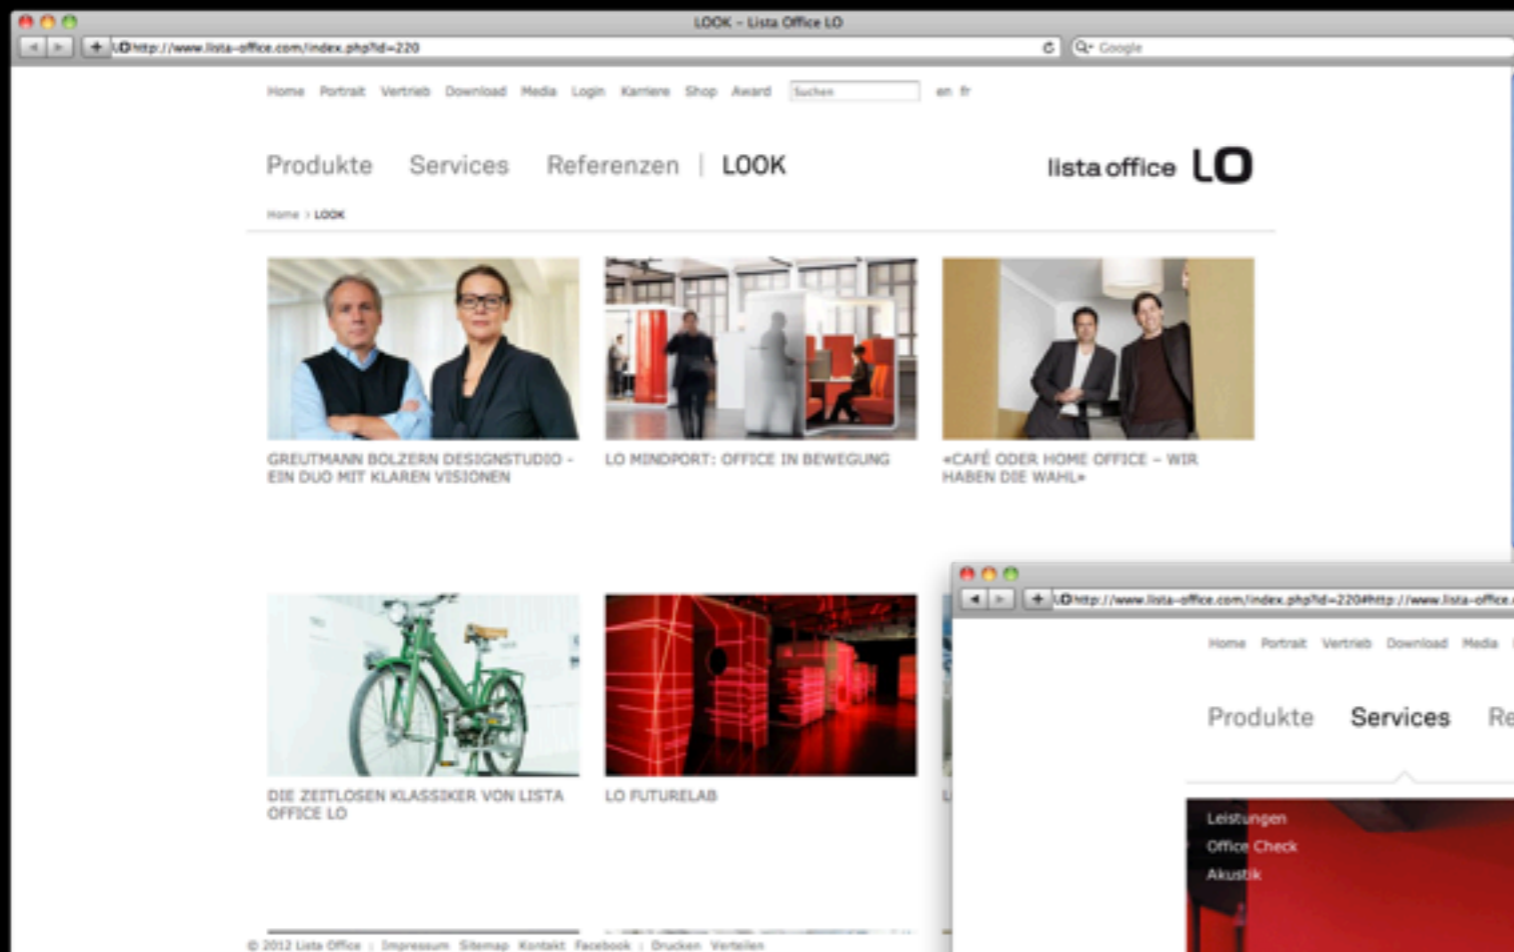 LOOK – Lista Office LO
http://www.lista-office.com/index.php?id=220
Google
Home Portrait Vertrieb Download Media Login Karriere Shop Award Suchen en fr
Produkte Services Referenzen | LOOK
lista office LO
Home › LOOK
GREUTMANN BOLZERN DESIGNSTUDIO -
EIN DUO MIT KLAREN VISIONEN
LO MINDPORT: OFFICE IN BEWEGUNG
«CAFÉ ODER HOME OFFICE – WIR
HABEN DIE WAHL»
DIE ZEITLOSEN KLASSIKER VON LISTA
OFFICE LO
LO FUTURELAB
© 2012 Lista Office : Impressum Sitemap Kontakt Facebook : Drucken Verteilen
http://www.lista-office.com/index.php?id=220#http://www.lista-office.
Home Portrait Vertrieb Download Media
Produkte Services Re
Leistungen
Office Check
Akustik